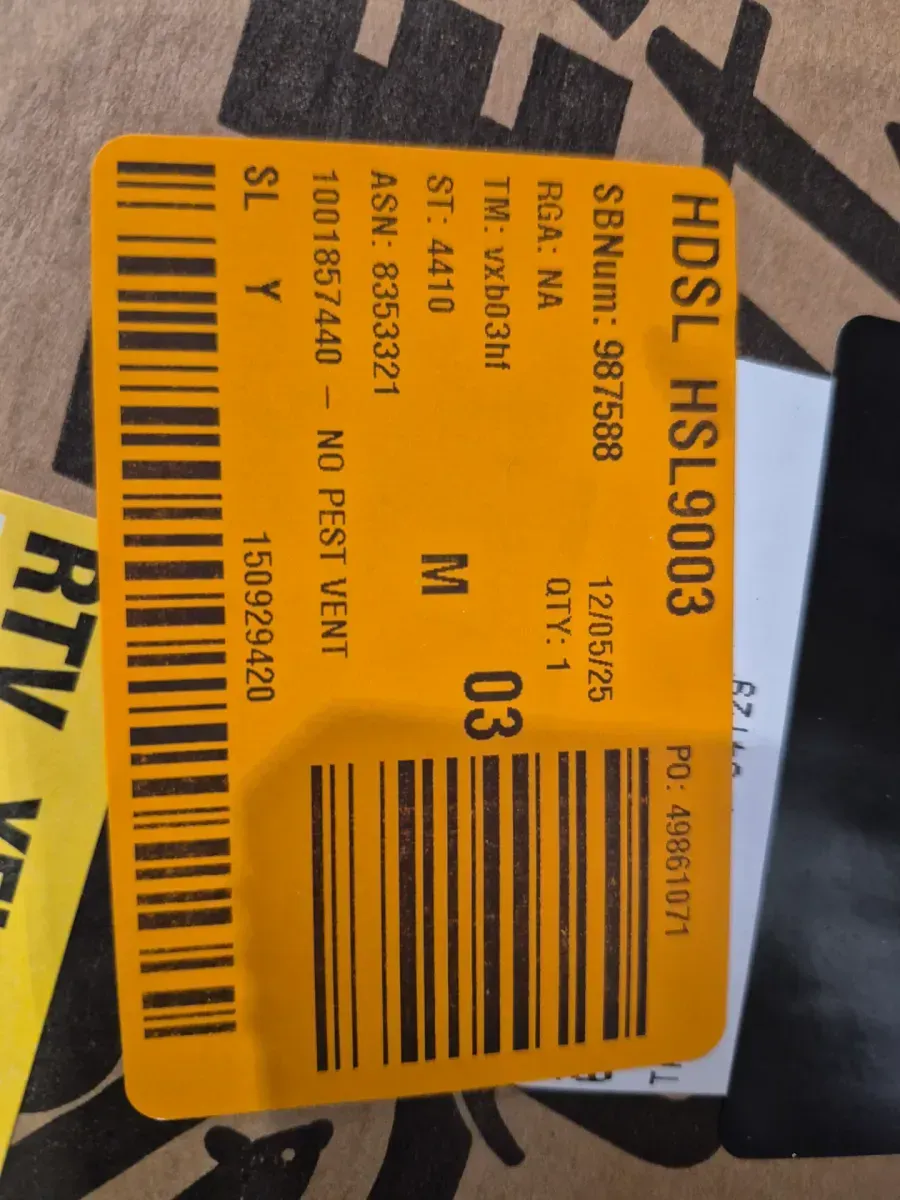 HDSL HSL9003
PO: 49861071
SBNum: 987588
12/05/25
RGA: NA
QTY: 1
TM: vxb03hf
03
ST: 4410
M
ASN: 8353321
1001857440 - NO PEST VENT
SL Y
150929420
RTV